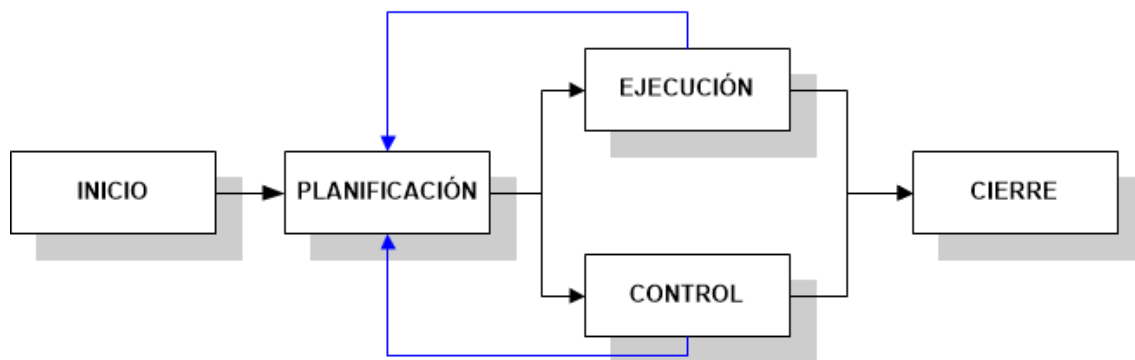 INICIO
PLANIFICACIÓN
EJECUCIÓN
CONTROL
CIERRE